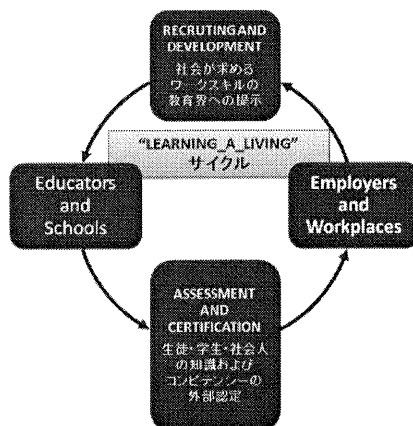 RECRUTING AND
DEVELOPMENT
社会が求める
ワークスキルの
教育界への提示
“LEARNING_A_LIVING”
サイクル
Educators
and
Schools
Employers
and
Workplaces
ASSESSMENT
AND
CERTIFICATION
生徒・学生・社会人
の知識および
コンピテンシーの
外部認定